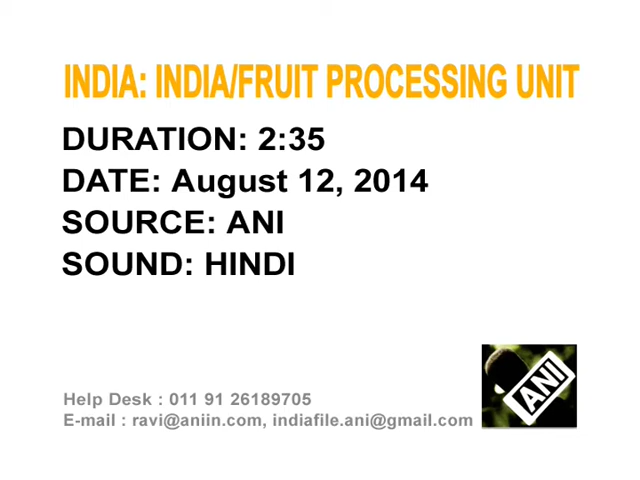 INDIA: INDIA/FRUIT PROCESSING UNIT
DURATION: 2:35
DATE: August 12, 2014
SOURCE: ANI
SOUND: HINDI
Help Desk : 011 91 26189705
E-mail : ravi@aniin.com, indiafile.ani@gmail.com
ANI